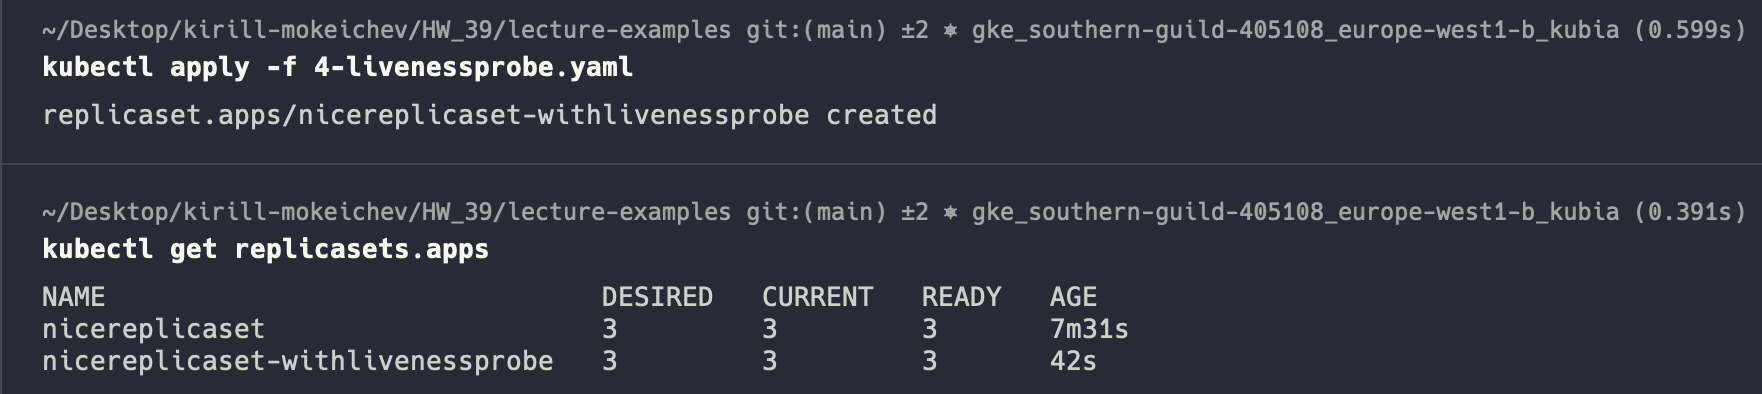 ~/Desktop/kirill-mokeichev/HW_39/lecture-examples git:(main) ±2 ⎈ gke_southern-guild-405108_europe-west1-b_kubia (0.599s)
kubectl apply -f 4-livenessprobe.yaml
replicaset.apps/nicereplicaset-withlivenessprobe created
~/Desktop/kirill-mokeichev/HW_39/lecture-examples git:(main) ±2 ⎈ gke_southern-guild-405108_europe-west1-b_kubia (0.391s)
kubectl get replicasets.apps
NAME                               DESIRED   CURRENT   READY   AGE
nicereplicaset                     3         3         3       7m31s
nicereplicaset-withlivenessprobe   3         3         3       42s